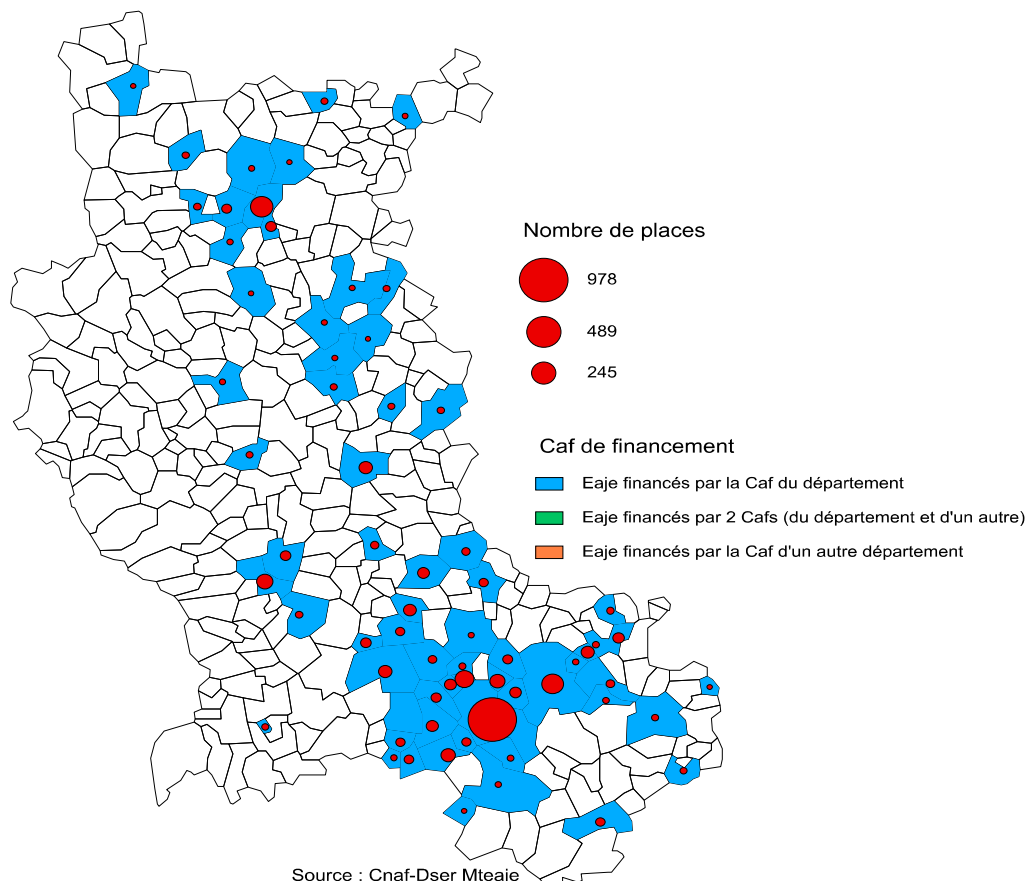 Nombre de places
978
489
245
Caf de financement
Eaje financés par la Caf du département
Eaje financés par 2 Cafs (du département et d'un autre)
Eaje financés par la Caf d'un autre département
Source : Cnaf-Dser Mteaie